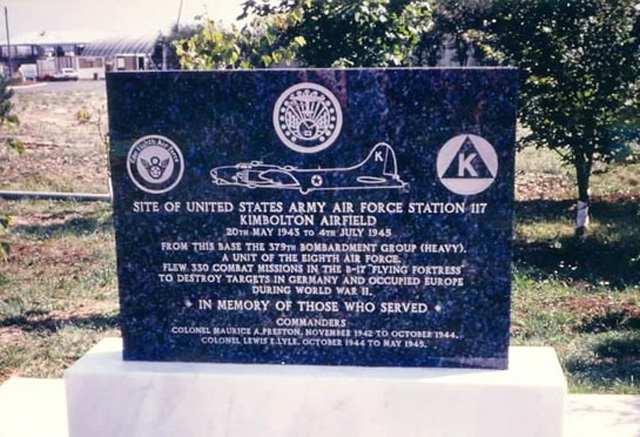 The Eighth Air Force
K
K
SITE OF UNITED STATES ARMY AIR FORCE STATION 117
KIMBOLTON AIRFIELD
20TH MAY 1943 TO 4TH JULY 1945
FROM THIS BASE THE 379TH BOMBARDMENT GROUP (HEAVY),
A UNIT OF THE EIGHTH AIR FORCE,
FLEW 330 COMBAT MISSIONS IN THE B-17 "FLYING FORTRESS"
TO DESTROY TARGETS IN GERMANY AND OCCUPIED EUROPE
DURING WORLD WAR II.
IN MEMORY OF THOSE WHO SERVED
COMMANDERS
COLONEL MAURICE A.PRESTON, NOVEMBER 1942 TO OCTOBER 1944.
COLONEL LEWIS E.LYLE, OCTOBER 1944 TO MAY 1945.